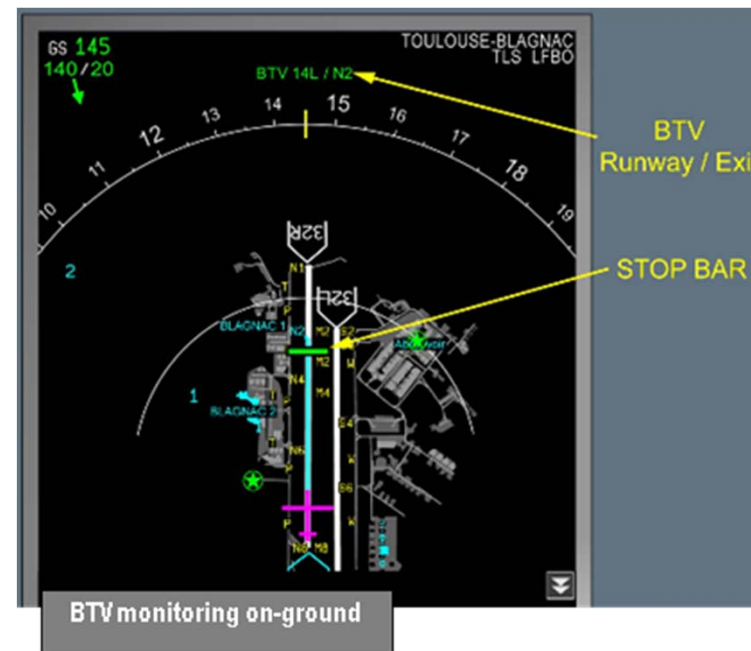 GS 145
TOULOUSE-BLAGNAC
140/20
TLS LFBO
BTV 14L / N2
10
11
12
13
14
15
16
17
18
19
BTV
Runway / Exi
STOP BAR
2
32R
N1
T
P
32L
BLAGNAC 1
N2
M2
S2
M2
W
N4
M4
1
BLAGNAC 2
P
T
S4
N6
W
T
P
S6
P
W
N8 M8
BTV monitoring on-ground